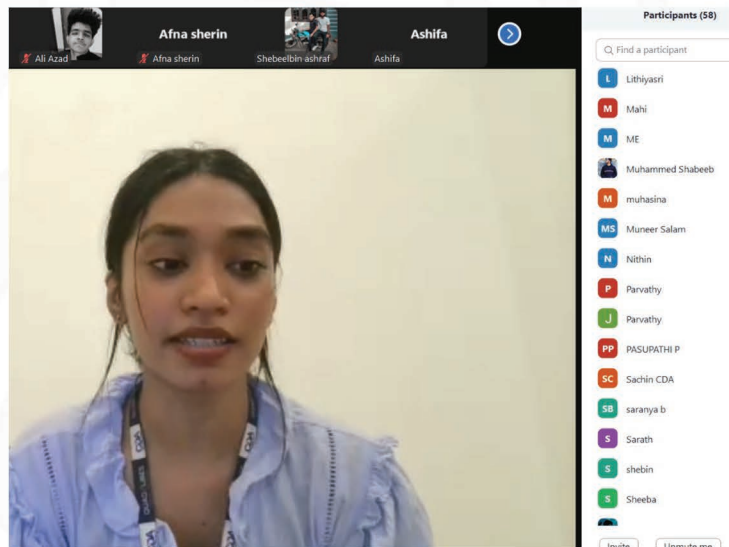 Participants (58)
Afna sherin
Ashifa
Ali Azad
Afna sherin
Shebeelbin ashraf
Ashifa
Find a participant
L Lithiyasri
M Mahi
M ME
Muhammed Shabeeb
M muhasina
MS Muneer Salam
N Nithin
P Parvathy
J Parvathy
PP PASUPATHI P
SC Sachin CDA
SB saranya b
S Sarath
S shebin
S Sheeba
Invite
Unmute me